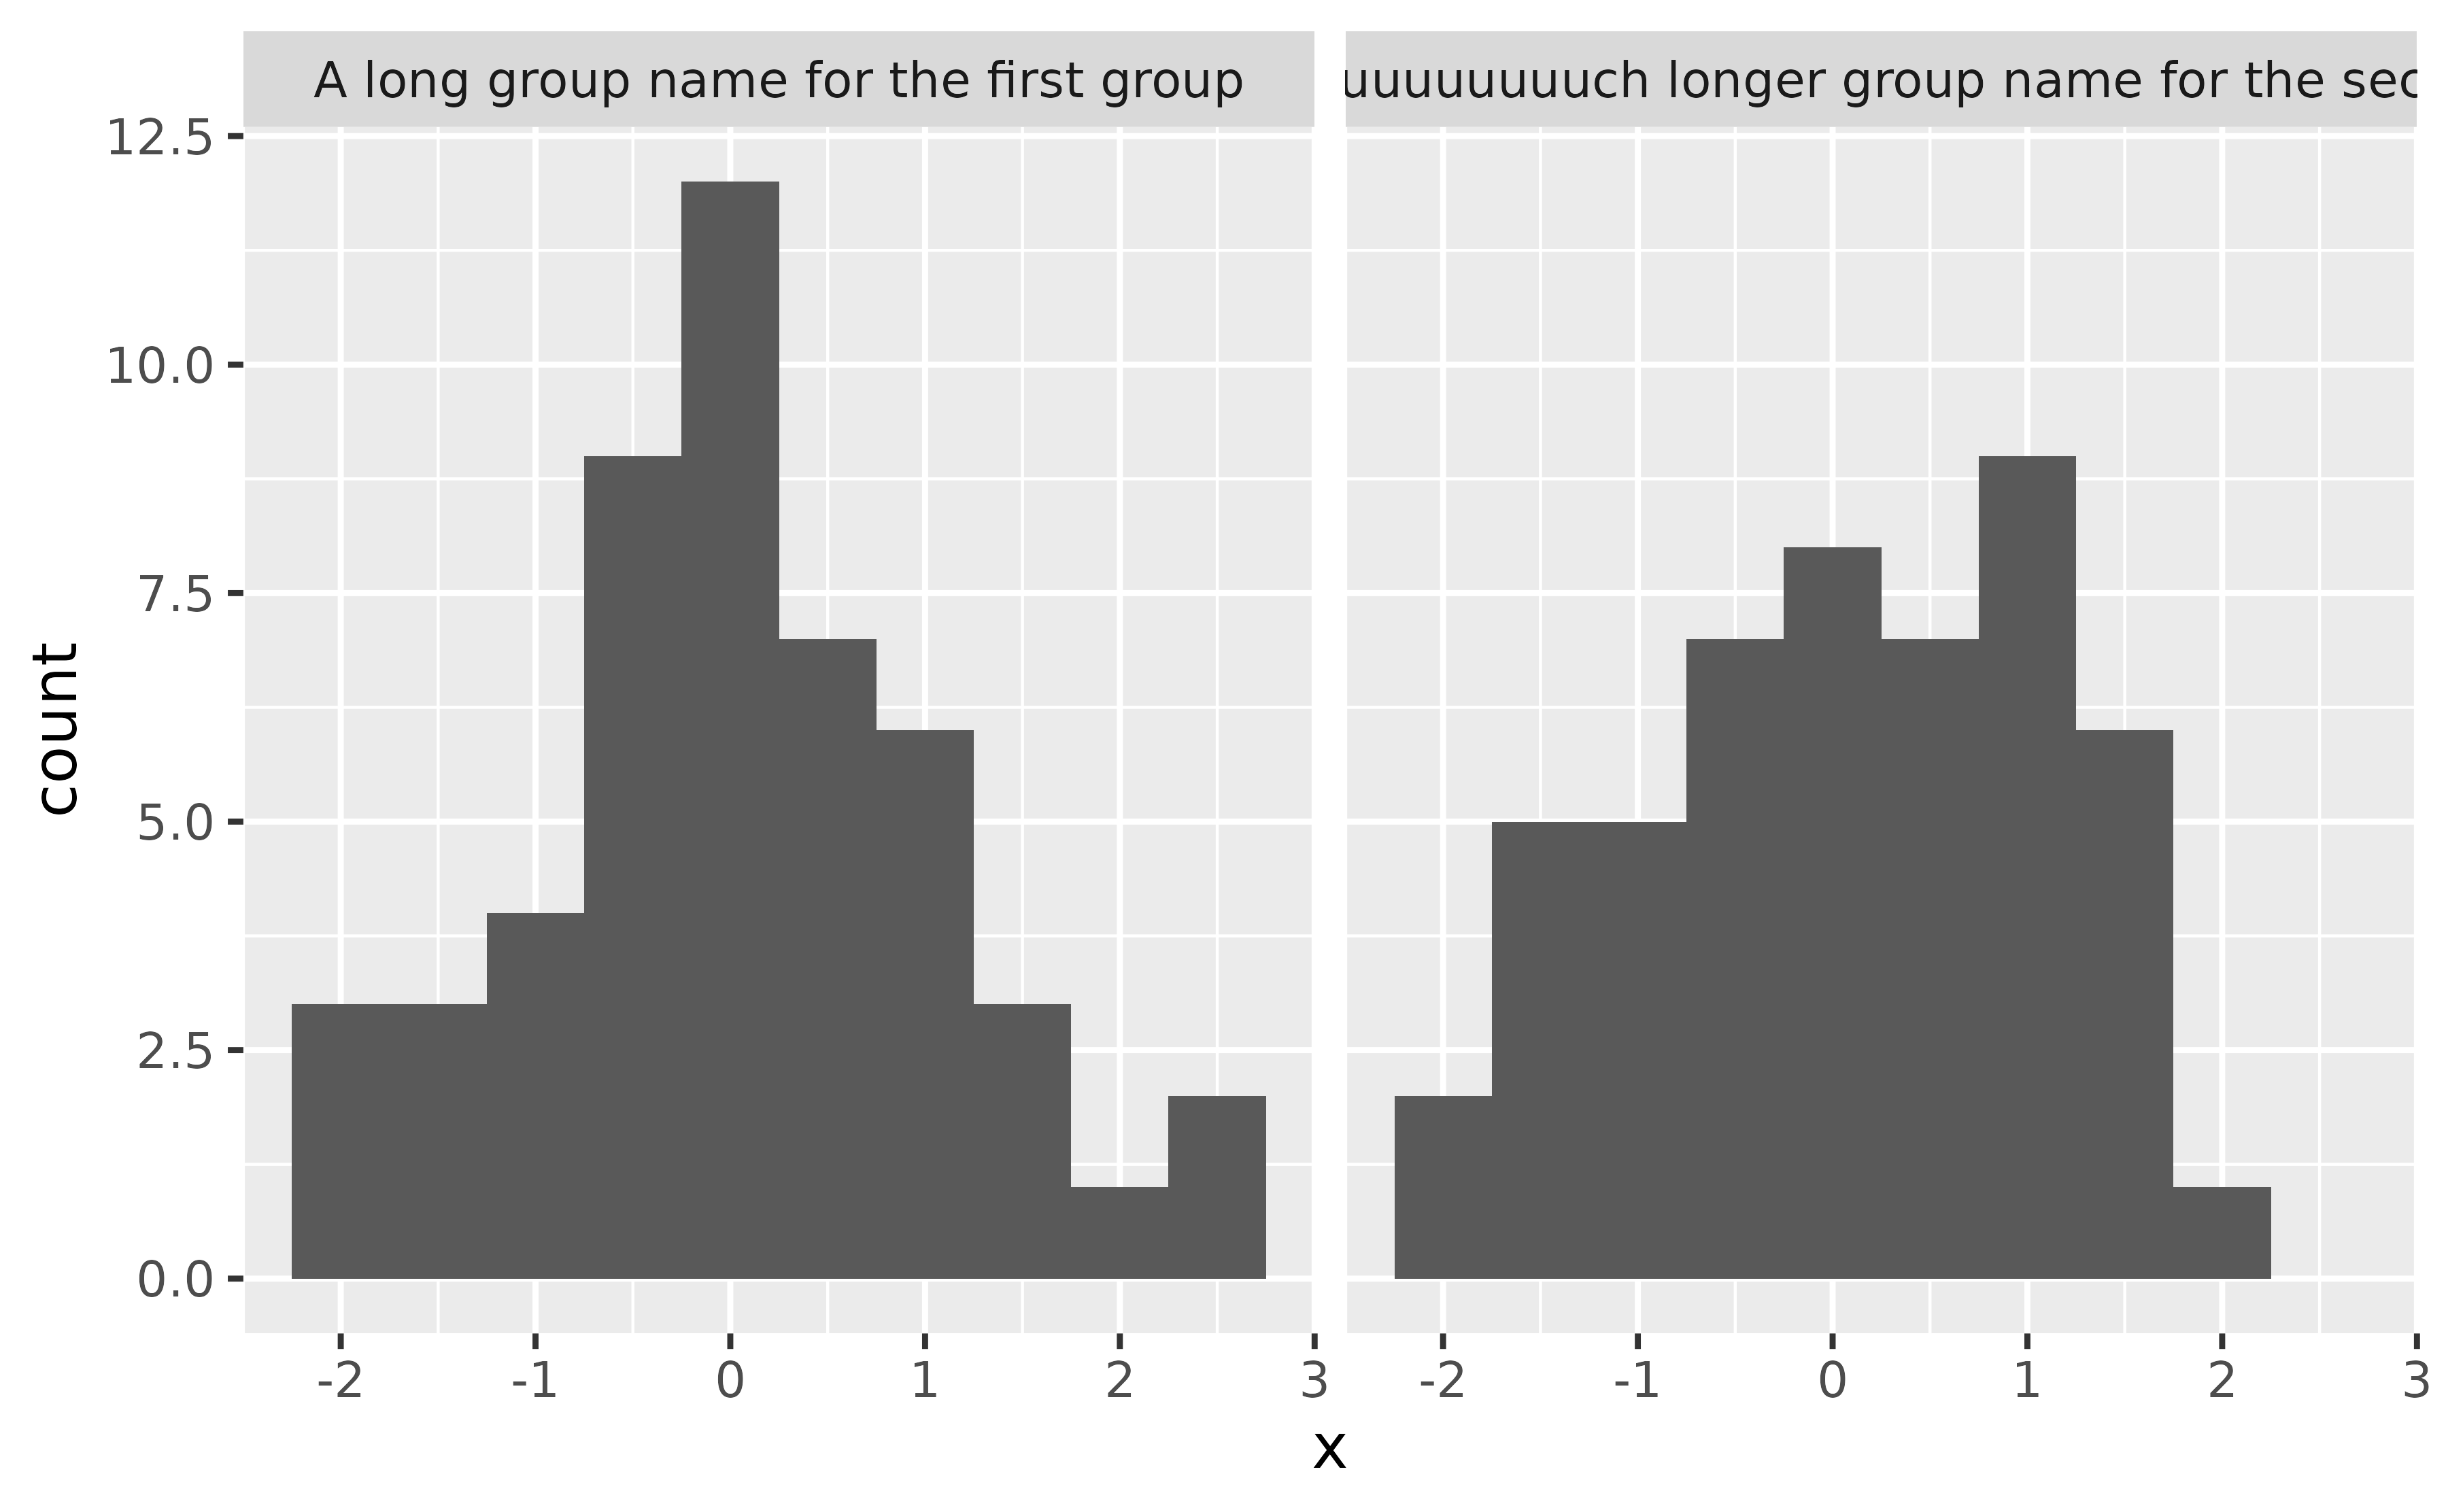 A long group name for the first group
uuuuuuuuuch longer group name for the sec
12.5
10.0
7.5
5.0
2.5
0.0
count
-2 -1 0 1 2 3
-2 -1 0 1 2 3
x